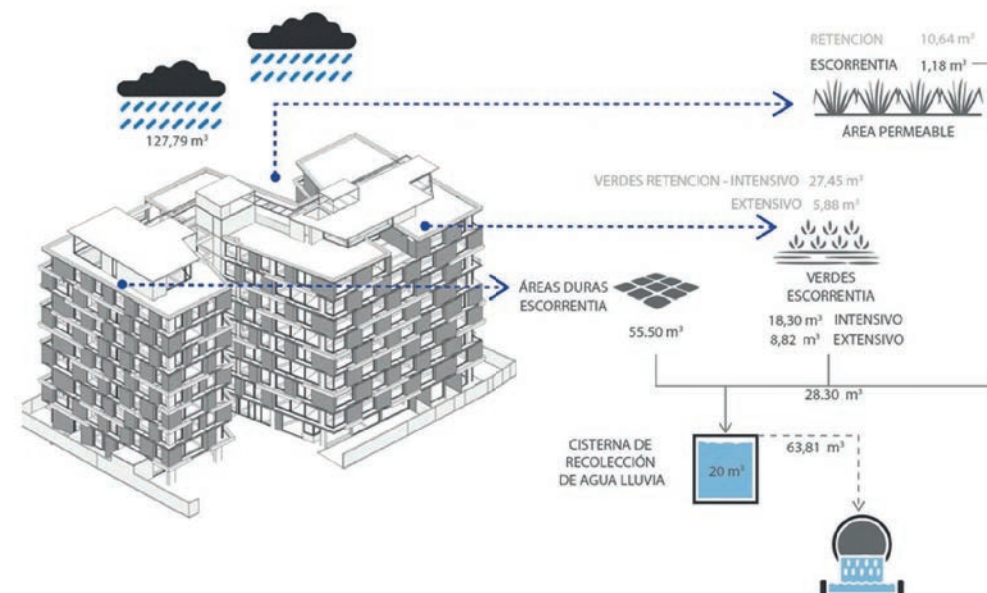 127,79 m³
RETENCION 10,64 m³
ESCORRENTIA 1,18 m³
ÁREA PERMEABLE
VERDES RETENCION - INTENSIVO 27,45 m³
EXTENSIVO 5,88 m³
ÁREAS DURAS
ESCORRENTIA
55.50 m³
VERDES
ESCORRENTIA
18,30 m³ INTENSIVO
8,82 m³ EXTENSIVO
28.30 m³
CISTERNA DE
RECOLECCIÓN
DE AGUA LLUVIA
20 m³
63,81 m³